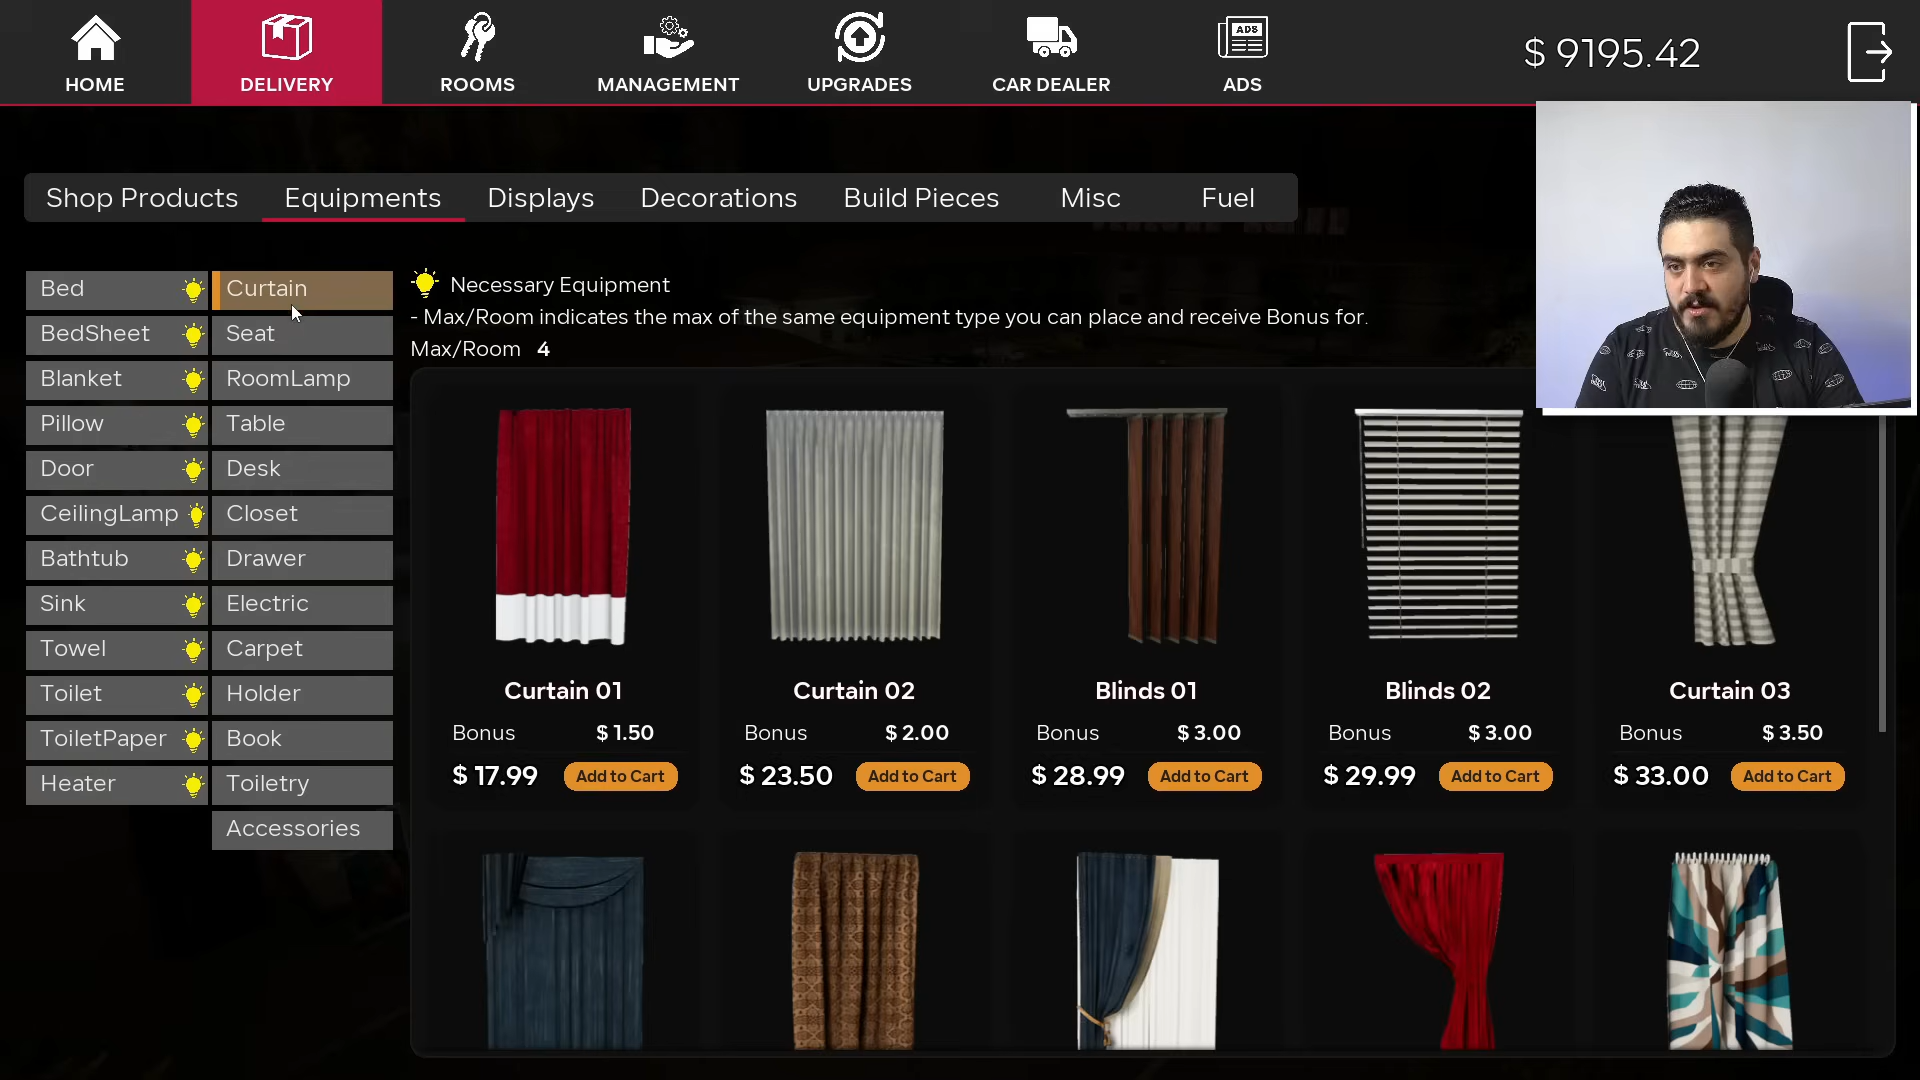 HOME
DELIVERY
ROOMS
MANAGEMENT
UPGRADES
CAR DEALER
ADS
ADS
$ 9195.42
Shop Products
Equipments
Displays
Decorations
Build Pieces
Misc
Fuel
Bed
BedSheet
Blanket
Pillow
Door
CeilingLamp
Bathtub
Sink
Towel
Toilet
ToiletPaper
Heater
Curtain
Seat
RoomLamp
Table
Desk
Closet
Drawer
Electric
Carpet
Holder
Book
Toiletry
Accessories
Necessary Equipment
- Max/Room indicates the max of the same equipment type you can place and receive Bonus for.
Max/Room 4
Curtain 01
Bonus $ 1.50
$ 17.99 Add to Cart
Curtain 02
Bonus $ 2.00
$ 23.50 Add to Cart
Blinds 01
Bonus $ 3.00
$ 28.99 Add to Cart
Blinds 02
Bonus $ 3.00
$ 29.99 Add to Cart
Curtain 03
Bonus $ 3.50
$ 33.00 Add to Cart